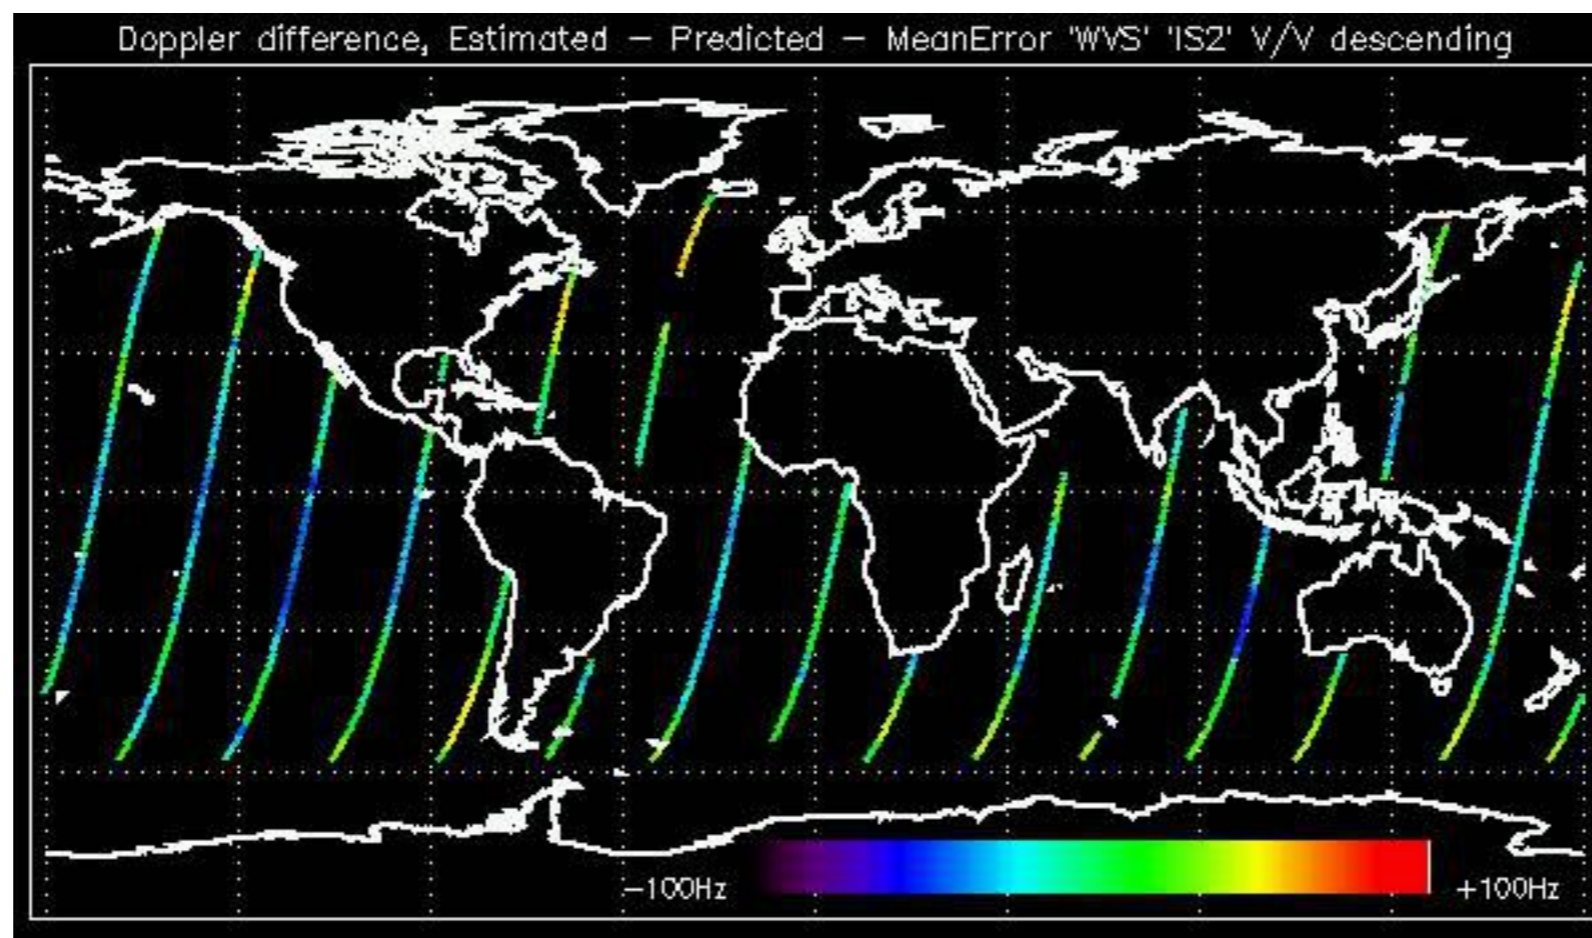 Doppler difference, Estimated – Predicted – MeanError 'WVS' 'IS2' V/V descending
–100Hz
+100Hz